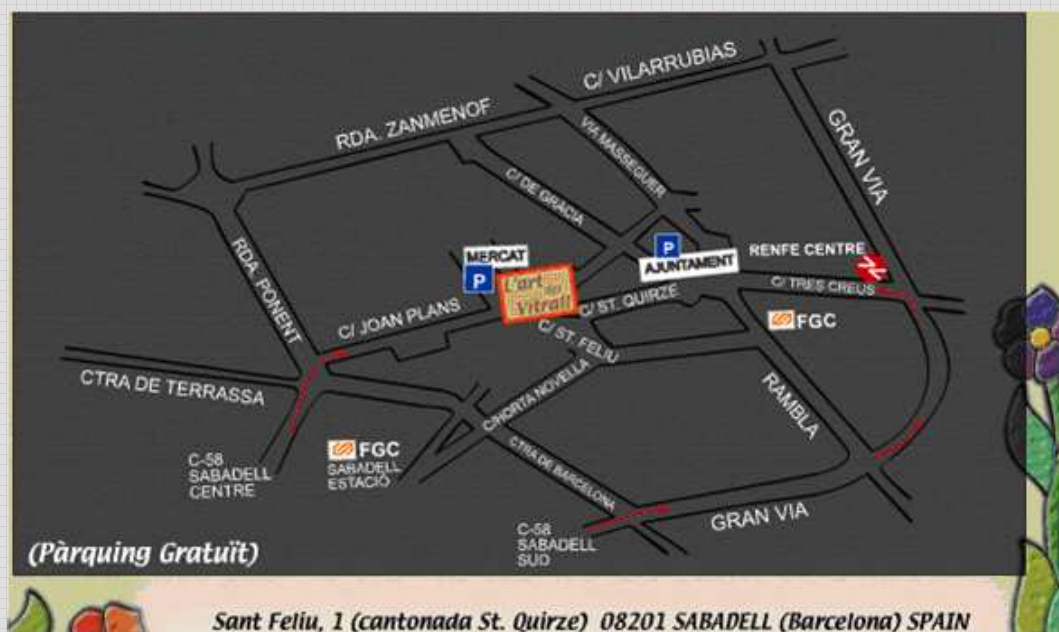 C/ VILARRUBIAS
RDA. ZANMENOF
VIA MASSEGUER
GRAN VIA
C/ DE GRACIA
RDA. PONENT
MERCAT
P
P
AJUNTAMENT
RENFE CENTRE
L'art del
Vitrall
C/ TRES CREUS
C/ ST. QUIRZE
C/ JOAN PLANS
FGC
C/ ST. FELIU
CTRA DE TERRASSA
C/HORTA NOVELLA
RAMBLA
FGC
SABADELL
ESTACIÓ
C-58
SABADELL
CENTRE
CTRA DE BARCELONA
GRAN VIA
C-58
SABADELL
SUD
(Pàrquing Gratuït)
Sant Feliu, 1 (cantonada St. Quirze) 08201 SABADELL (Barcelona) SPAIN